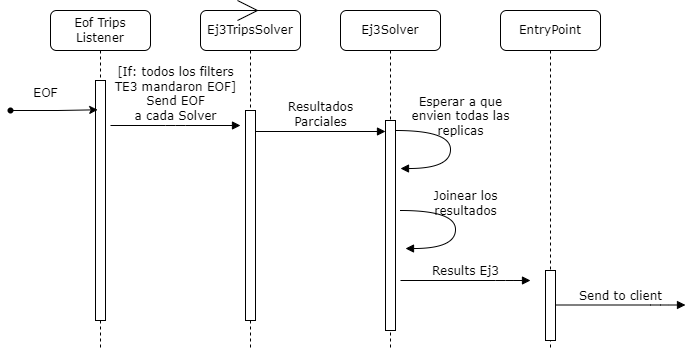 Eof Trips
Listener
Ej3TripsSolver
Ej3Solver
EntryPoint
EOF
[If: todos los filters
TE3 mandaron EOF]
Send EOF
a cada Solver
Resultados
Parciales
Esperar a que
envien todas las
replicas
Joinear los
resultados
Results Ej3
Send to client